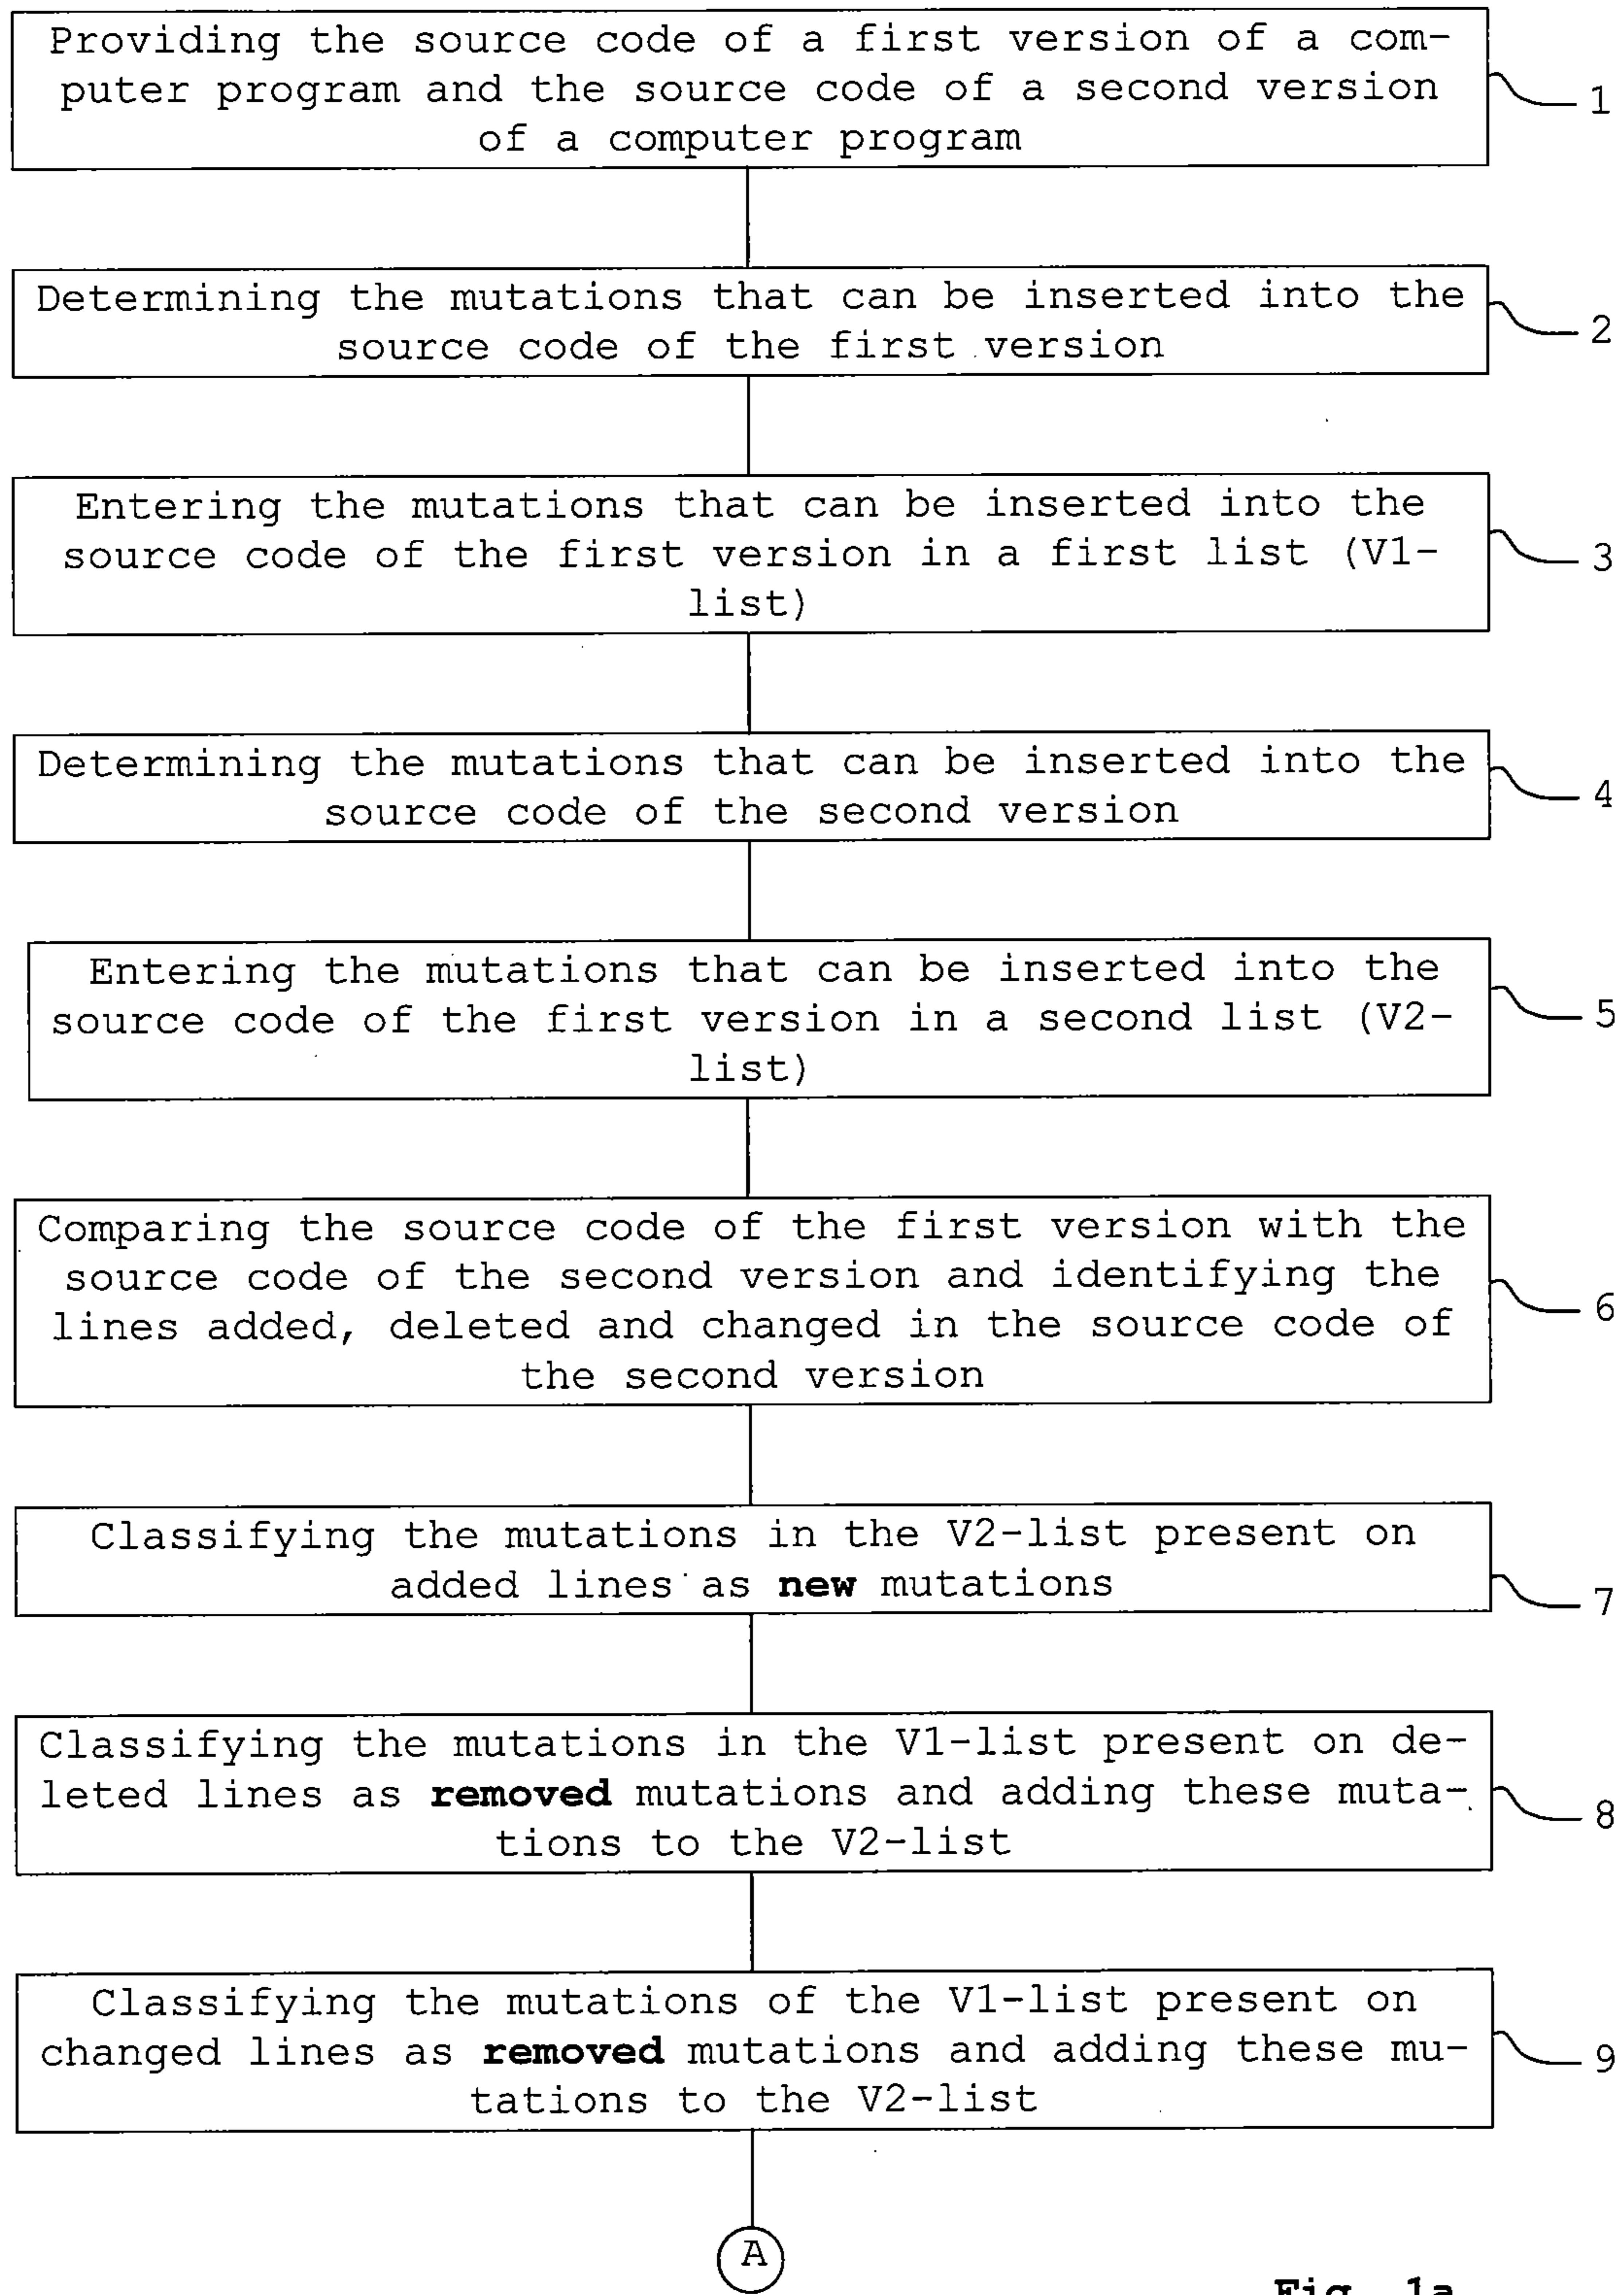 Providing the source code of a first version of a com-
puter program and the source code of a second version
of a computer program
1
Determining the mutations that can be inserted into the
source code of the first version
2
Entering the mutations that can be inserted into the
source code of the first version in a first list (V1-
list)
3
Determining the mutations that can be inserted into the
source code of the second version
4
Entering the mutations that can be inserted into the
source code of the first version in a second list (V2-
list)
5
Comparing the source code of the first version with the
source code of the second version and identifying the
lines added, deleted and changed in the source code of
the second version
6
Classifying the mutations in the V2-list present on
added lines as new mutations
7
Classifying the mutations in the V1-list present on de-
leted lines as removed mutations and adding these muta-
tions to the V2-list
8
Classifying the mutations of the V1-list present on
changed lines as removed mutations and adding these mu-
tations to the V2-list
9
A
Fig. 1a